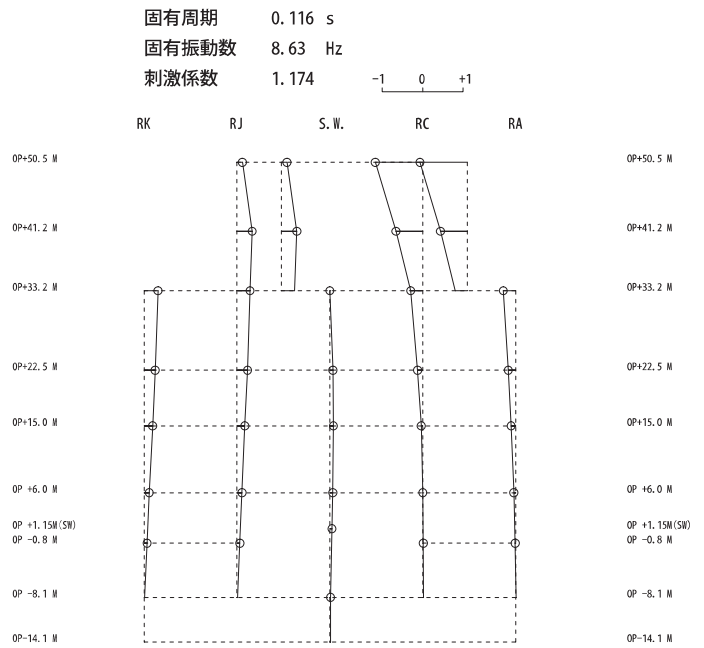 固有周期 0.116 s
固有振動数 8.63 Hz
刺激係数 1.174
-1 0 +1
RK RJ S.W. RC RA
OP+50.5 M OP+50.5 M
OP+41.2 M OP+41.2 M
OP+33.2 M OP+33.2 M
OP+22.5 M OP+22.5 M
OP+15.0 M OP+15.0 M
OP +6.0 M OP +6.0 M
OP +1.15M(SW) OP +1.15M(SW)
OP -0.8 M OP -0.8 M
OP -8.1 M OP -8.1 M
OP-14.1 M OP-14.1 M